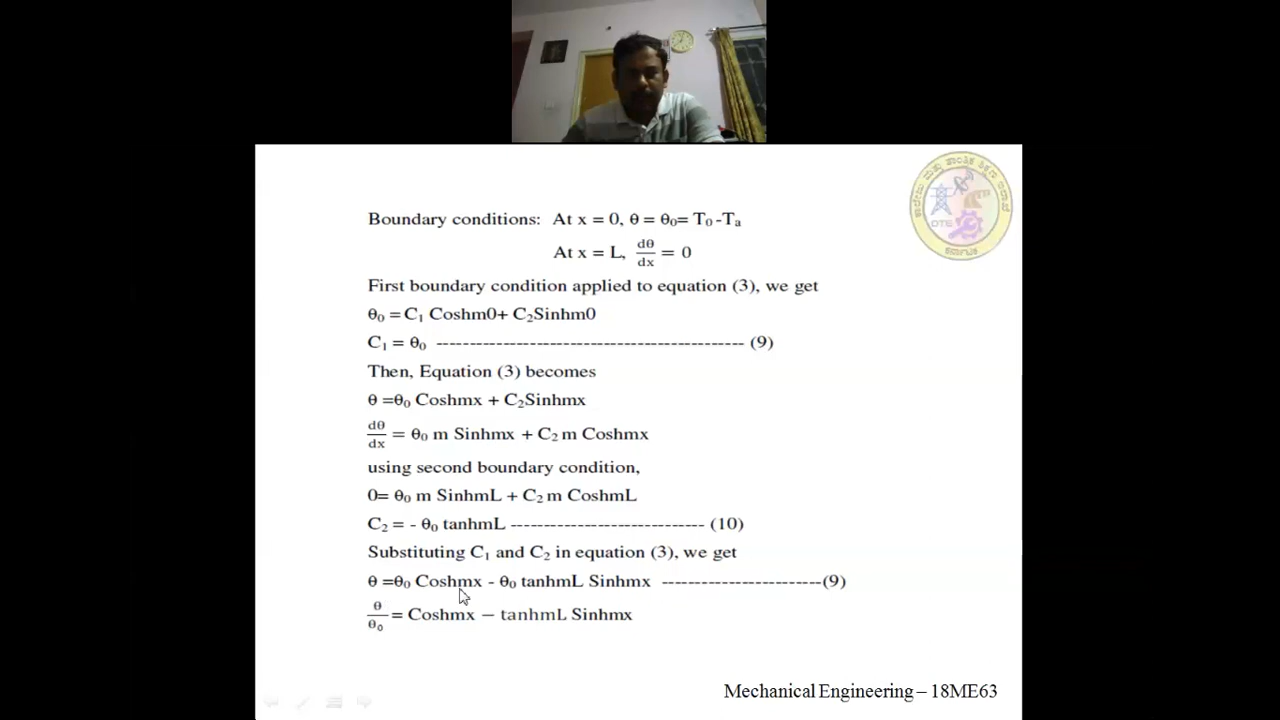 Boundary conditions: At x = 0, θ = θ₀= T₀ -Tₐ
At x = L, dθ/dx = 0
First boundary condition applied to equation (3), we get
θ₀ = C₁ Coshm0+ C₂Sinhm0
C₁ = θ₀ ---------------------------------------------- (9)
Then, Equation (3) becomes
θ =θ₀ Coshmx + C₂Sinhmx
dθ/dx = θ₀ m Sinhmx + C₂ m Coshmx
using second boundary condition,
0= θ₀ m SinhmL + C₂ m CoshmL
C₂ = - θ₀ tanhmL ----------------------------- (10)
Substituting C₁ and C₂ in equation (3), we get
θ =θ₀ Coshmx - θ₀ tanhmL Sinhmx ------------------------(9)
θ/θ₀ = Coshmx − tanhmL Sinhmx
Mechanical Engineering – 18ME63
DTE